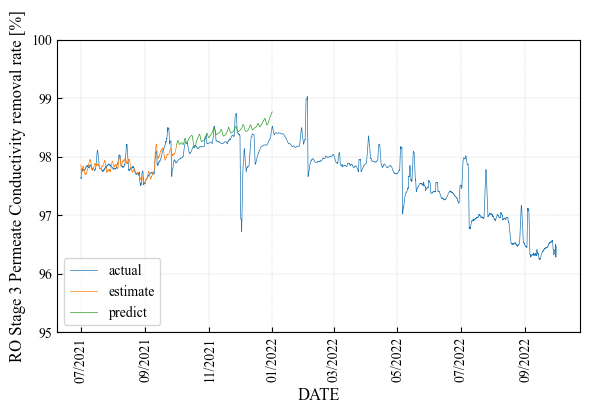 RO Stage 3 Permeate Conductivity removal rate [%]
100
99
98
97
96
95
actual
estimate
predict
07/2021
09/2021
11/2021
01/2022
03/2022
05/2022
07/2022
09/2022
DATE